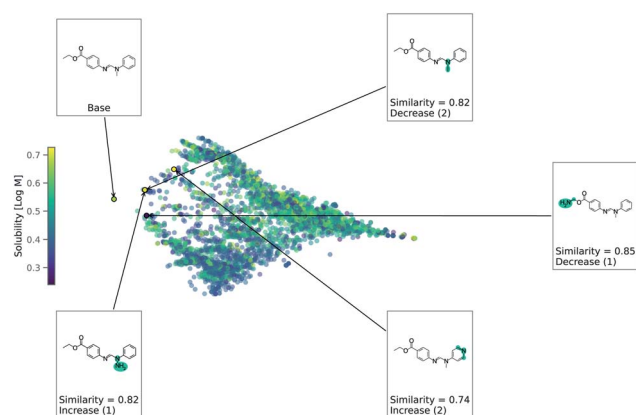 Base
Similarity = 0.82
Decrease (2)
Solubility [Log M]
0.7
0.6
0.5
0.4
0.3
Similarity = 0.85
Decrease (1)
Similarity = 0.82
Increase (1)
Similarity = 0.74
Increase (2)